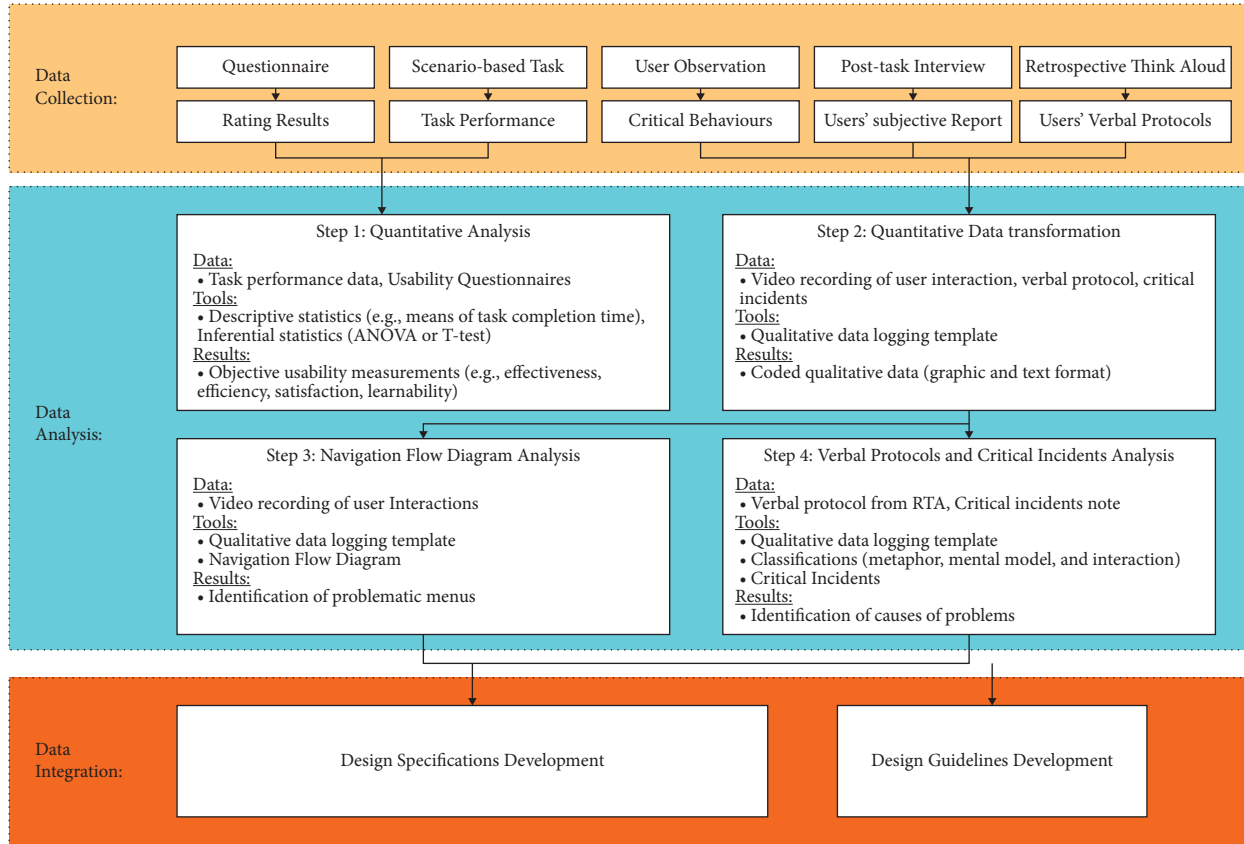 Data
Collection:
Questionnaire
Scenario-based Task
User Observation
Post-task Interview
Retrospective Think Aloud
Rating Results
Task Performance
Critical Behaviours
Users' subjective Report
Users' Verbal Protocols
Data
Analysis:
Step 1: Quantitative Analysis
Data:
• Task performance data, Usability Questionnaires
Tools:
• Descriptive statistics (e.g., means of task completion time),
Inferential statistics (ANOVA or T-test)
Results:
• Objective usability measurements (e.g., effectiveness,
efficiency, satisfaction, learnability)
Step 2: Quantitative Data transformation
Data:
• Video recording of user interaction, verbal protocol, critical
incidents
Tools:
• Qualitative data logging template
Results:
• Coded qualitative data (graphic and text format)
Step 3: Navigation Flow Diagram Analysis
Data:
• Video recording of user Interactions
Tools:
• Qualitative data logging template
• Navigation Flow Diagram
Results:
• Identification of problematic menus
Step 4: Verbal Protocols and Critical Incidents Analysis
Data:
• Verbal protocol from RTA, Critical incidents note
Tools:
• Qualitative data logging template
• Classifications (metaphor, mental model, and interaction)
• Critical Incidents
Results:
• Identification of causes of problems
Data
Integration:
Design Specifications Development
Design Guidelines Development